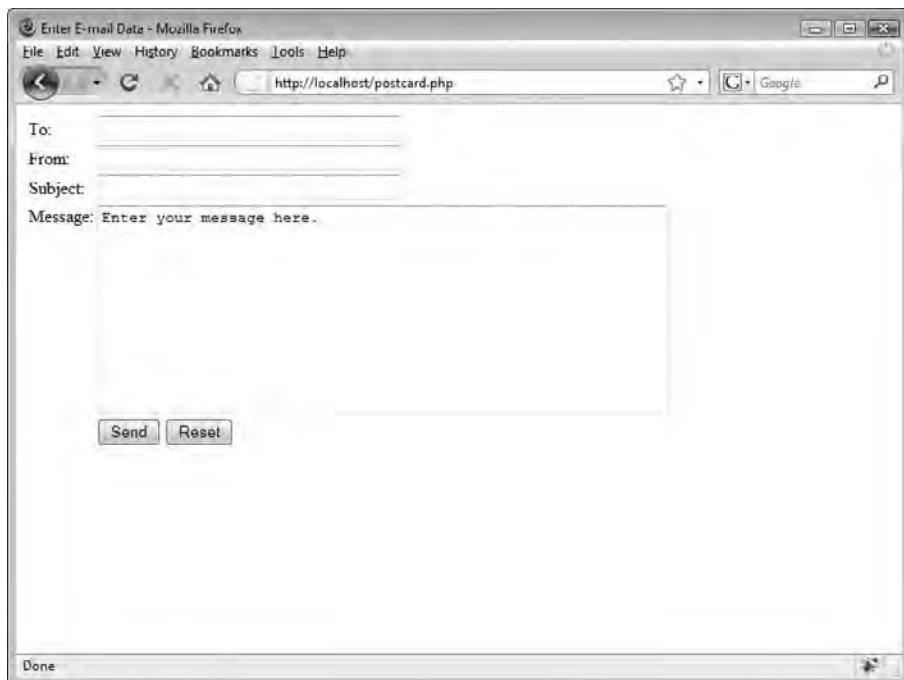 Enter E-mail Data - Mozilla Firefox
File Edit View History Bookmarks Tools Help
http://localhost/postcard.php
G Google
To:
From:
Subject:
Message: Enter your message here.
Send Reset
Done